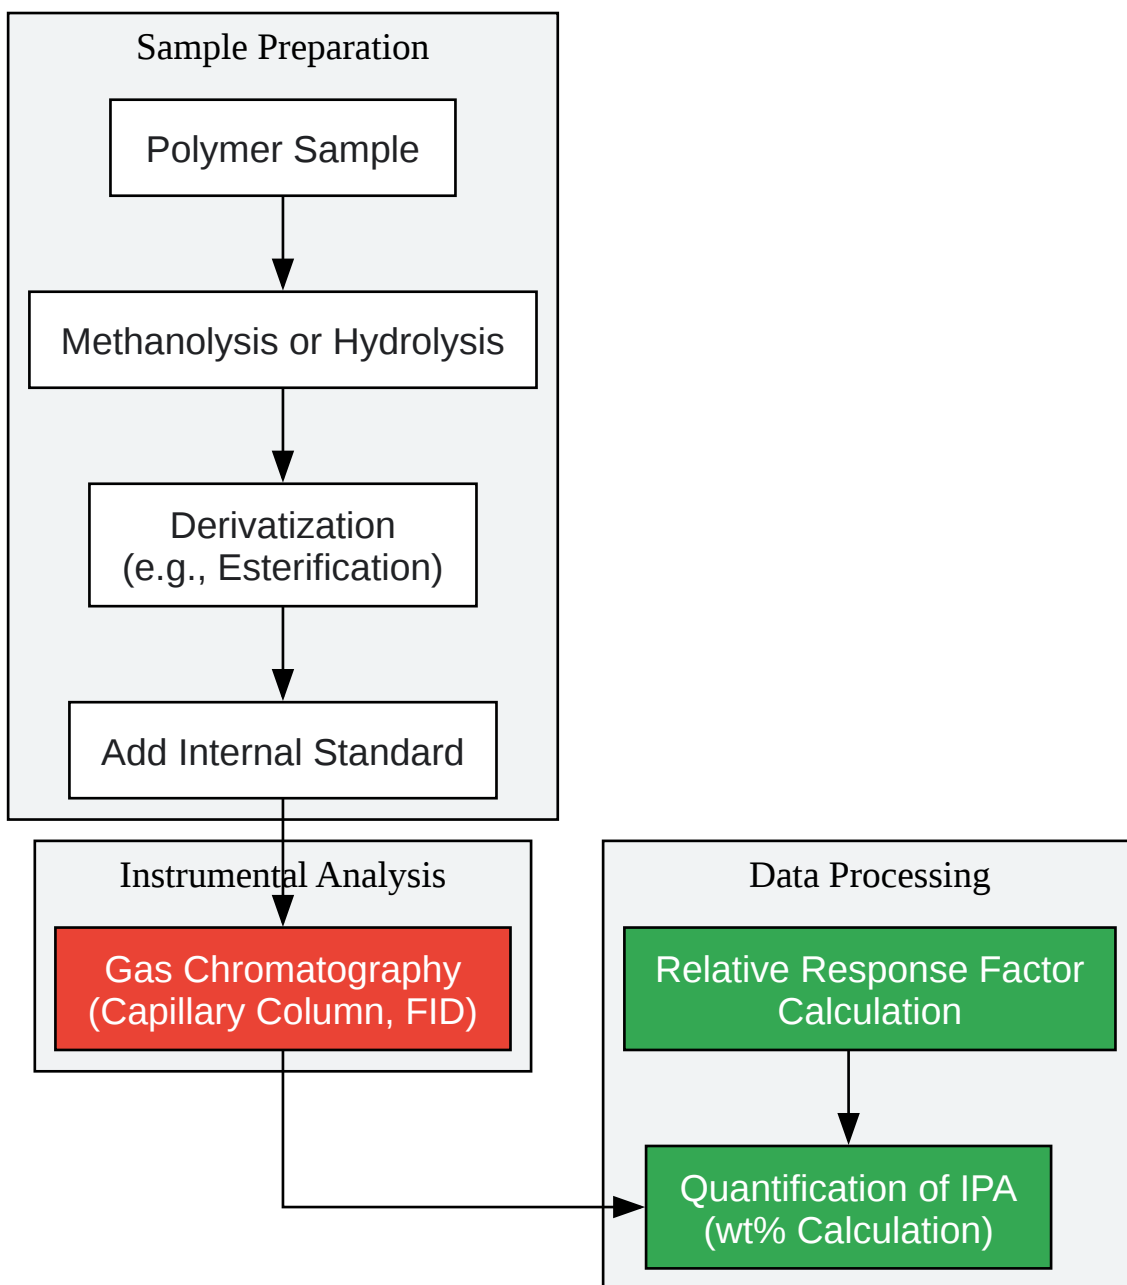 Sample Preparation
Polymer Sample
Methanolysis or Hydrolysis
Derivatization
(e.g., Esterification)
Add Internal Standard
Instrumental Analysis
Gas Chromatography
(Capillary Column, FID)
Data Processing
Relative Response Factor
Calculation
Quantification of IPA
(wt% Calculation)